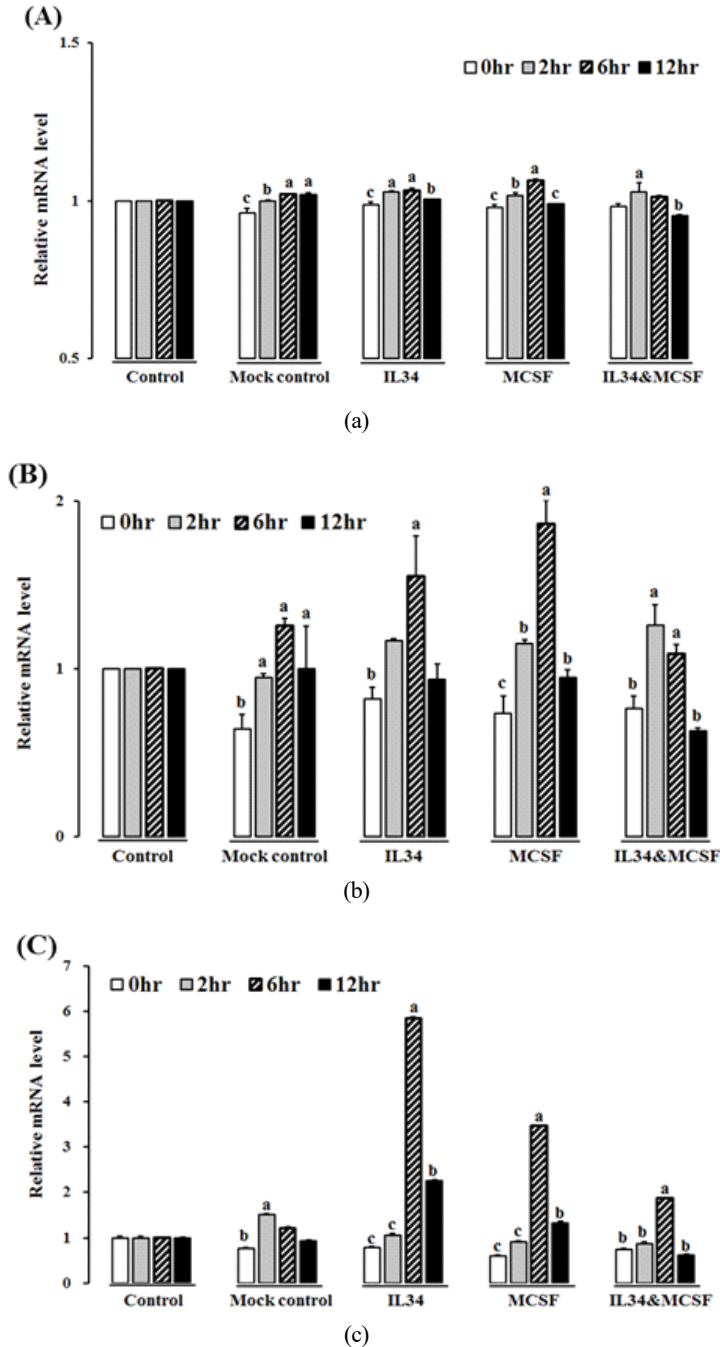 (A)
1.5
0hr 2hr 6hr 12hr
Relative mRNA level
a a a a a a
c b c b c b c b
1
0.5
Control Mock control IL34 MCSF IL34&MCSF
(a)
(B)
2
0hr 2hr 6hr 12hr
a a
Relative mRNA level
a a a a a
b b b c b b b
1
0
Control Mock control IL34 MCSF IL34&MCSF
(b)
(C)
7
0hr 2hr 6hr 12hr
6
5
4
Relative mRNA level
3
2
1
0
a a a a
b c c b c c b b b b
Control Mock control IL34 MCSF IL34&MCSF
(c)